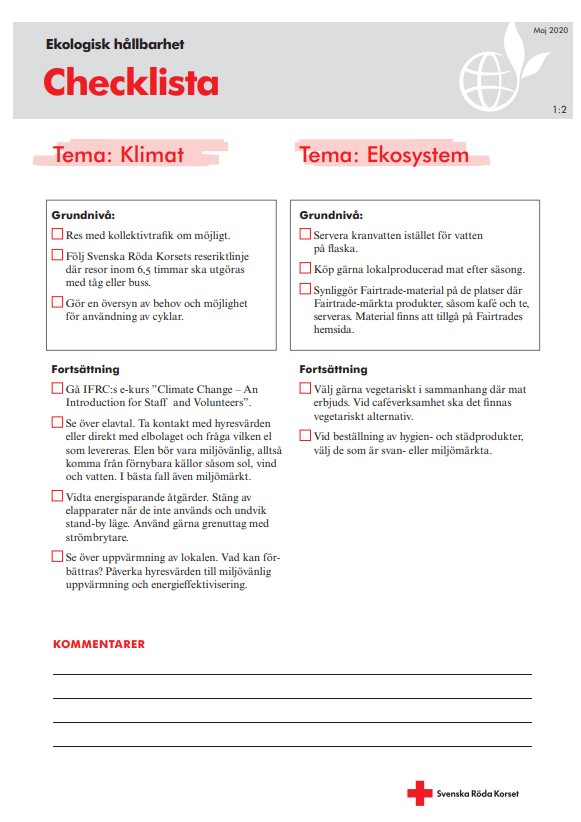 Maj 2020
Ekologisk hållbarhet
Checklista
1:2
Tema: Klimat
Grundnivå:
Res med kollektivtrafik om möjligt.
Följ Svenska Röda Korsets reseriktlinje
där resor inom 6,5 timmar ska utgöras
med tåg eller buss.
Gör en översyn av behov och möjlighet
för användning av cyklar.
Fortsättning
Gå IFRC:s e-kurs ”Climate Change – An
Introduction for Staff and Volunteers”.
Se över elavtal. Ta kontakt med hyresvärden
eller direkt med elbolaget och fråga vilken el
som levereras. Elen bör vara miljövänlig, alltså
komma från förnybara källor såsom sol, vind
och vatten. I bästa fall även miljömärkt.
Vidta energisparande åtgärder. Stäng av
elapparater när de inte används och undvik
stand-by läge. Använd gärna grenuttag med
strömbrytare.
Se över uppvärmning av lokalen. Vad kan för-
bättras? Påverka hyresvärden till miljövänlig
uppvärmning och energieffektivisering.
Tema: Ekosystem
Grundnivå:
Servera kranvatten istället för vatten
på flaska.
Köp gärna lokalproducerad mat efter säsong.
Synliggör Fairtrade-material på de platser där
Fairtrade-märkta produkter, såsom kafé och te,
serveras. Material finns att tillgå på Fairtrades
hemsida.
Fortsättning
Välj gärna vegetariskt i sammanhang där mat
erbjuds. Vid caféverksamhet ska det finnas
vegetariskt alternativ.
Vid beställning av hygien- och städprodukter,
välj de som är svan- eller miljömärkta.
KOMMENTARER
Svenska Röda Korset